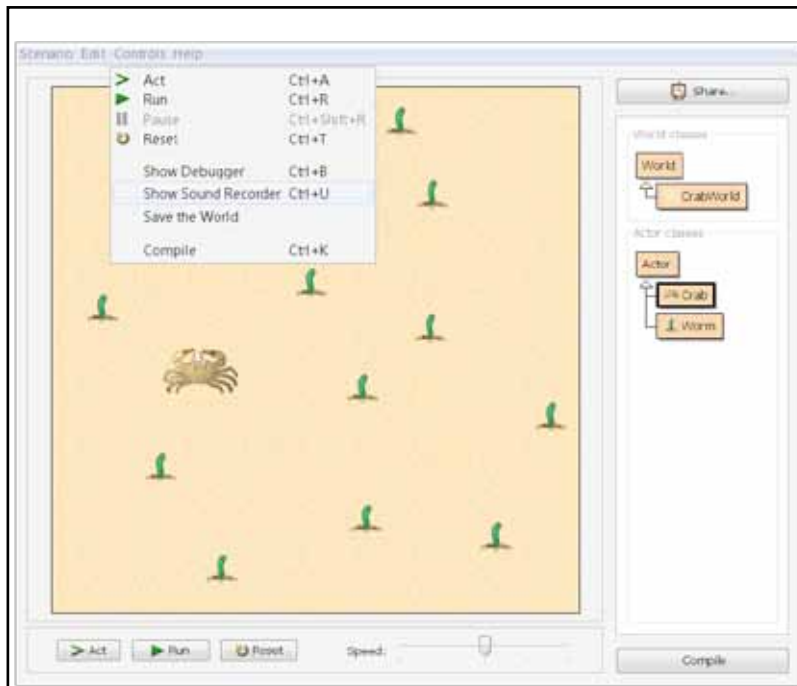 Scenario Edit Controls Help
Act Ctrl+A
Run Ctrl+R
Pause Ctrl+Shift+R
Reset Ctrl+T
Show Debugger Ctrl+B
Show Sound Recorder Ctrl+U
Save the World
Compile Ctrl+K
Share...
World classes
World
CrabWorld
Actor classes
Actor
Crab
Worm
Act Run Reset Speed:
Compile